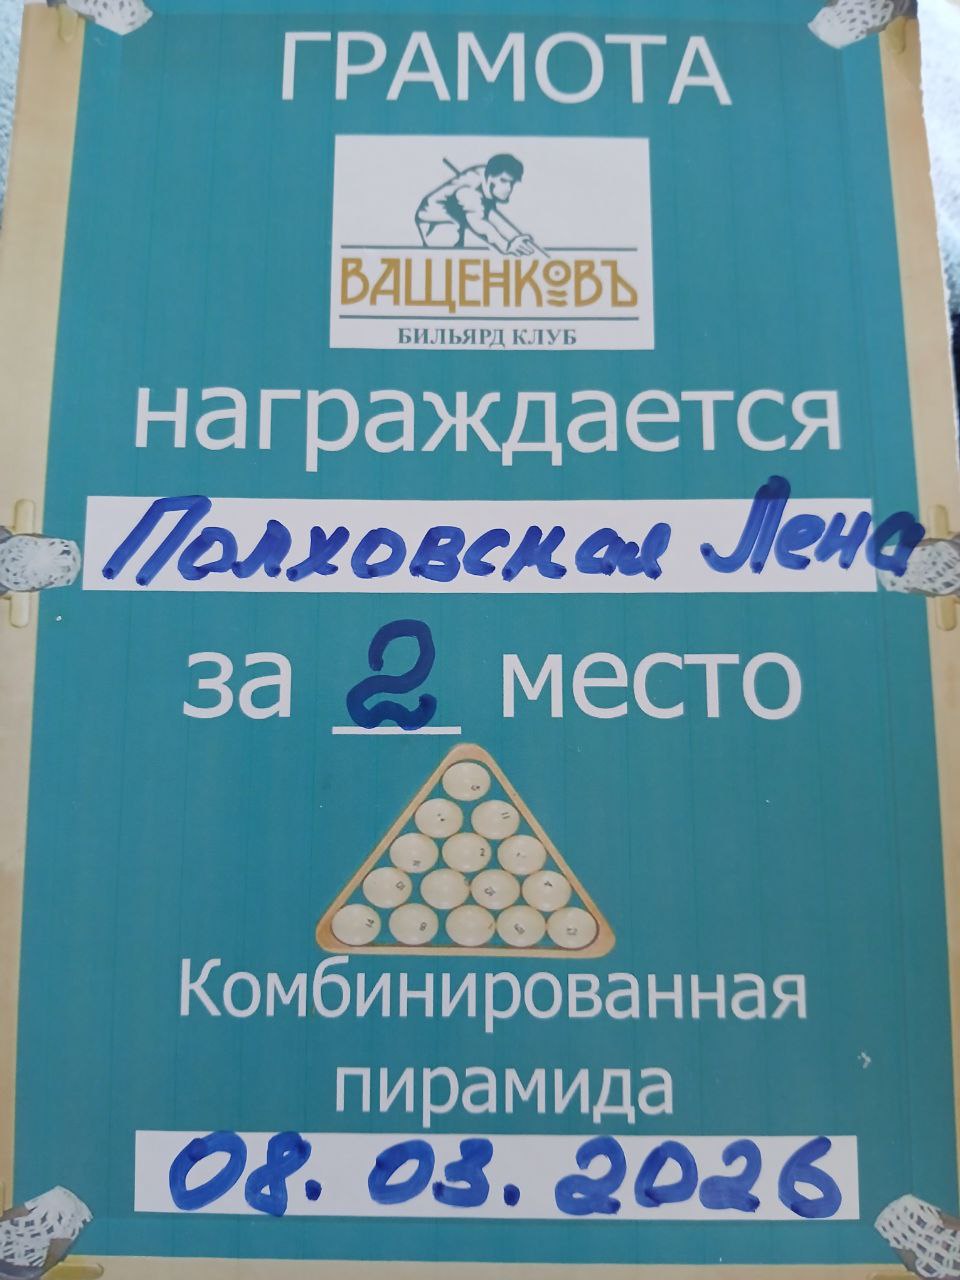 ГРАМОТА
ВАЩЕНКОВЪ
БИЛЬЯРД КЛУБ
награждается
Полховская Лена
за 2 место
Комбинированная
пирамида
08.03.2026